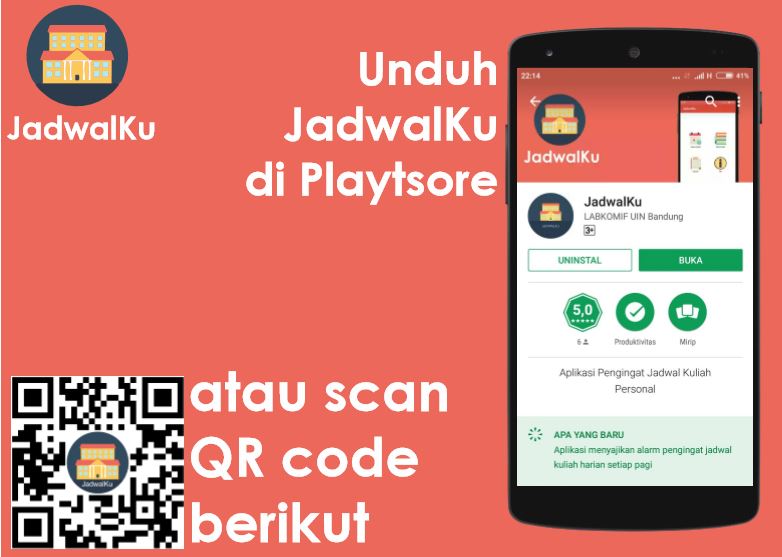 JadwalKu
Unduh
JadwalKu
di Playtsore
22:14
H
41%
JadwalKu
JadwalKu
LABKOMIF UIN Bandung
3+
UNINSTAL
BUKA
5,0
6
Produktivitas
Mirip
Aplikasi Pengingat Jadwal Kuliah
Personal
APA YANG BARU
Aplikasi menyajikan alarm pengingat jadwal
kuliah harian setiap pagi
atau scan
QR code
berikut
JadwalKu